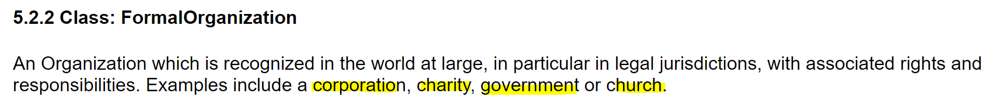 5.2.2 Class: FormalOrganization
An Organization which is recognized in the world at large, in particular in legal jurisdictions, with associated rights and
responsibilities. Examples include a corporation, charity, government or church.